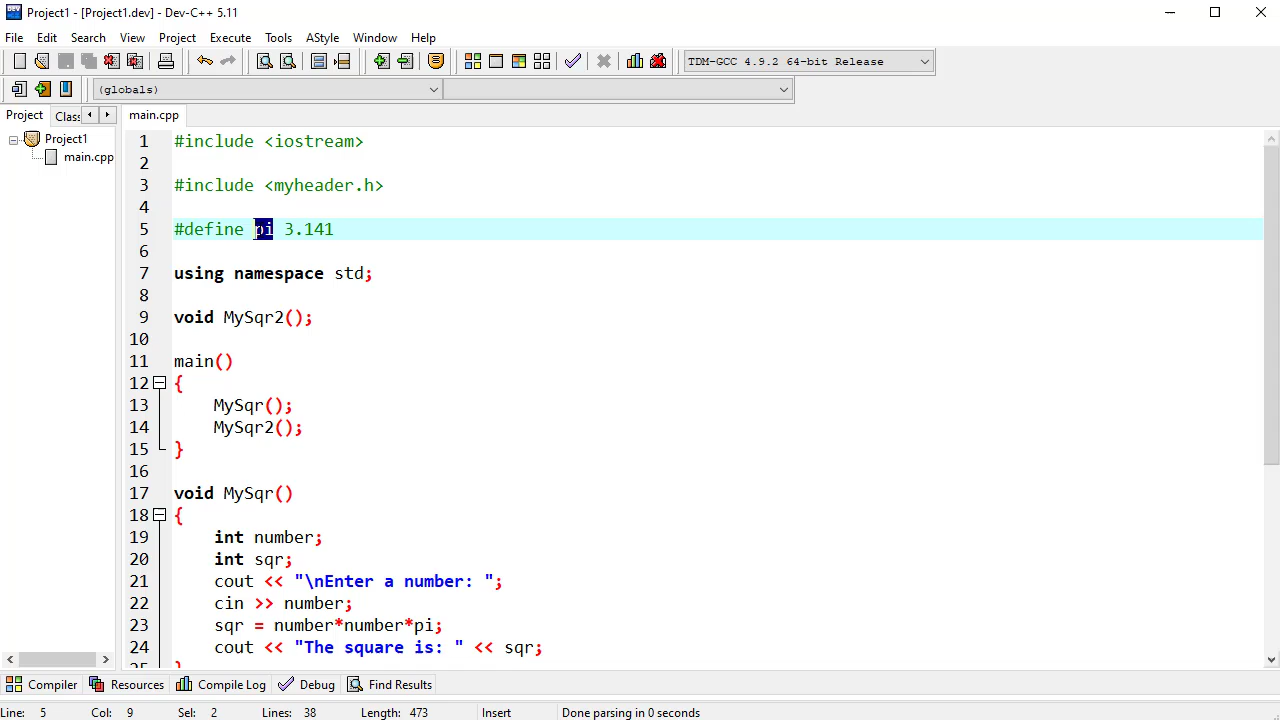 Project1 - [Project1.dev] - Dev-C++ 5.11
File Edit Search View Project Execute Tools AStyle Window Help
TDM-GCC 4.9.2 64-bit Release
(globals)
Project Clas main.cpp
Project1
main.cpp
1 #include <iostream>
2
3 #include <myheader.h>
4
5 #define pi 3.141
6
7 using namespace std;
8
9 void MySqr2();
10
11 main()
12 {
13 MySqr();
14 MySqr2();
15 }
16
17 void MySqr()
18 {
19 int number;
20 int sqr;
21 cout << "\nEnter a number: ";
22 cin >> number;
23 sqr = number*number*pi;
24 cout << "The square is: " << sqr;
25 }
Compiler Resources Compile Log Debug Find Results
Line: 5 Col: 9 Sel: 2 Lines: 38 Length: 473 Insert Done parsing in 0 seconds